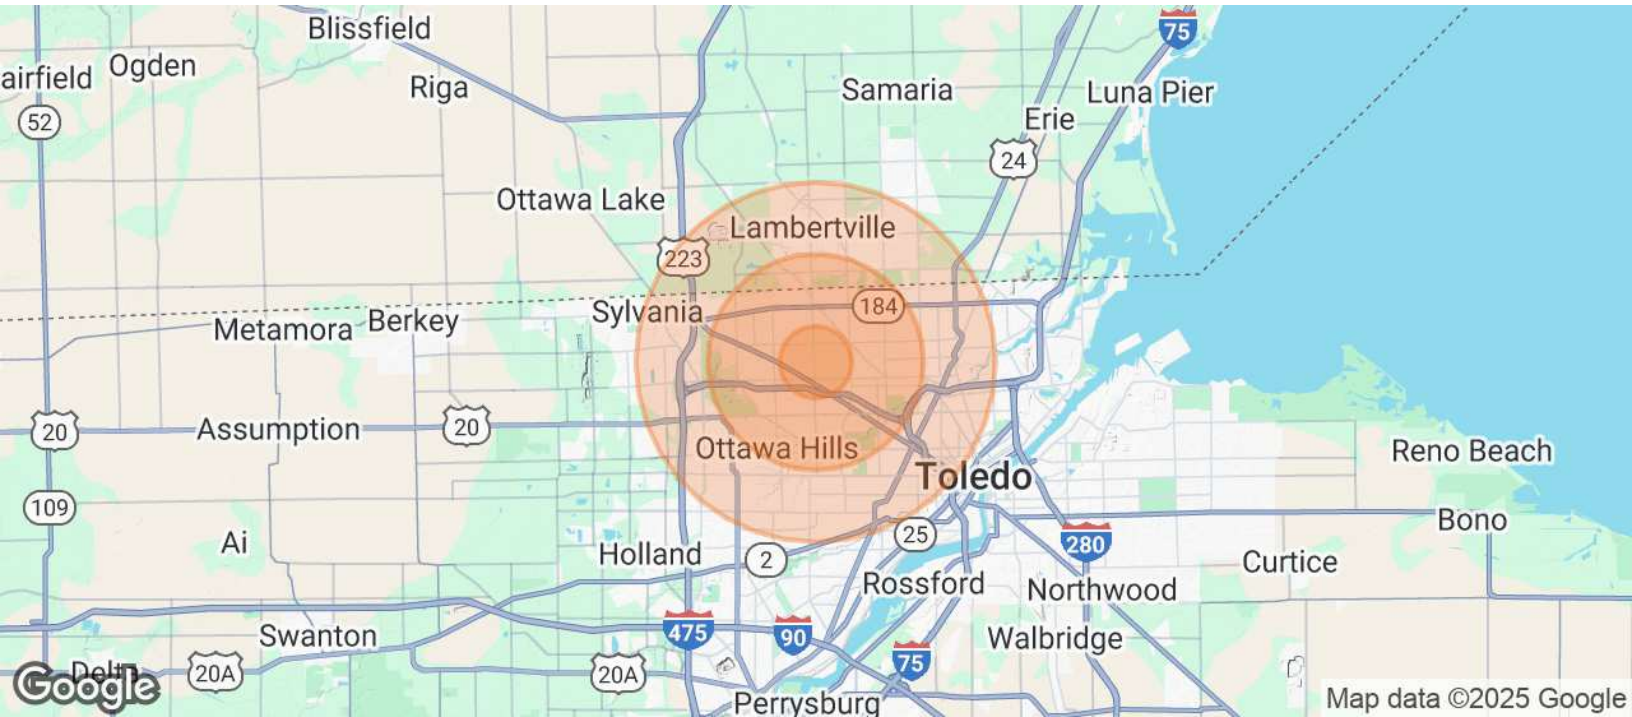 75
Blissfield
Ogden
airfield
Riga
Samaria
Luna Pier
52
Erie
24
Ottawa Lake
Lambertville
223
184
Sylvania
Metamora
Berkey
20
Assumption
20
Ottawa Hills
Reno Beach
Toledo
109
Bono
Ai
25
280
Holland
2
Curtice
Rossford
Northwood
475
90
Swanton
Walbridge
75
Delta
20A
20A
Google
Perrysburg
Map data ©2025 Google